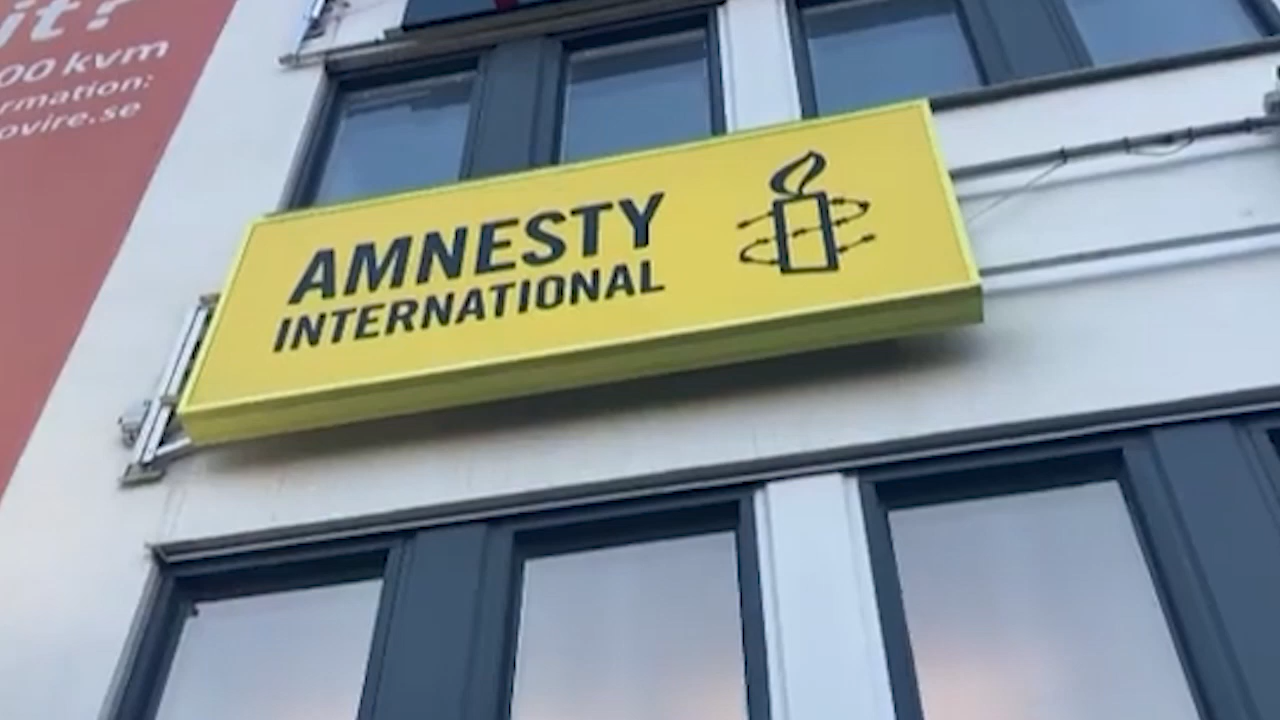 it?
00 kvm
rmation:
ovire.se
AMNESTY
INTERNATIONAL